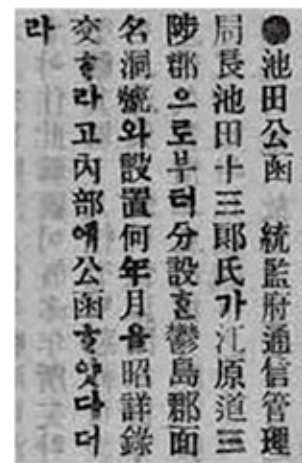 ●池田公函 統監府通信管理
局長池田十三郞氏가江原道三
陟郡으로부터分設ᄒᆞᆫ鬱島郡面
名洞號와設置何年月을昭詳錄
交ᄒᆞ라고內部에公函ᄒᆞ얏다더
라